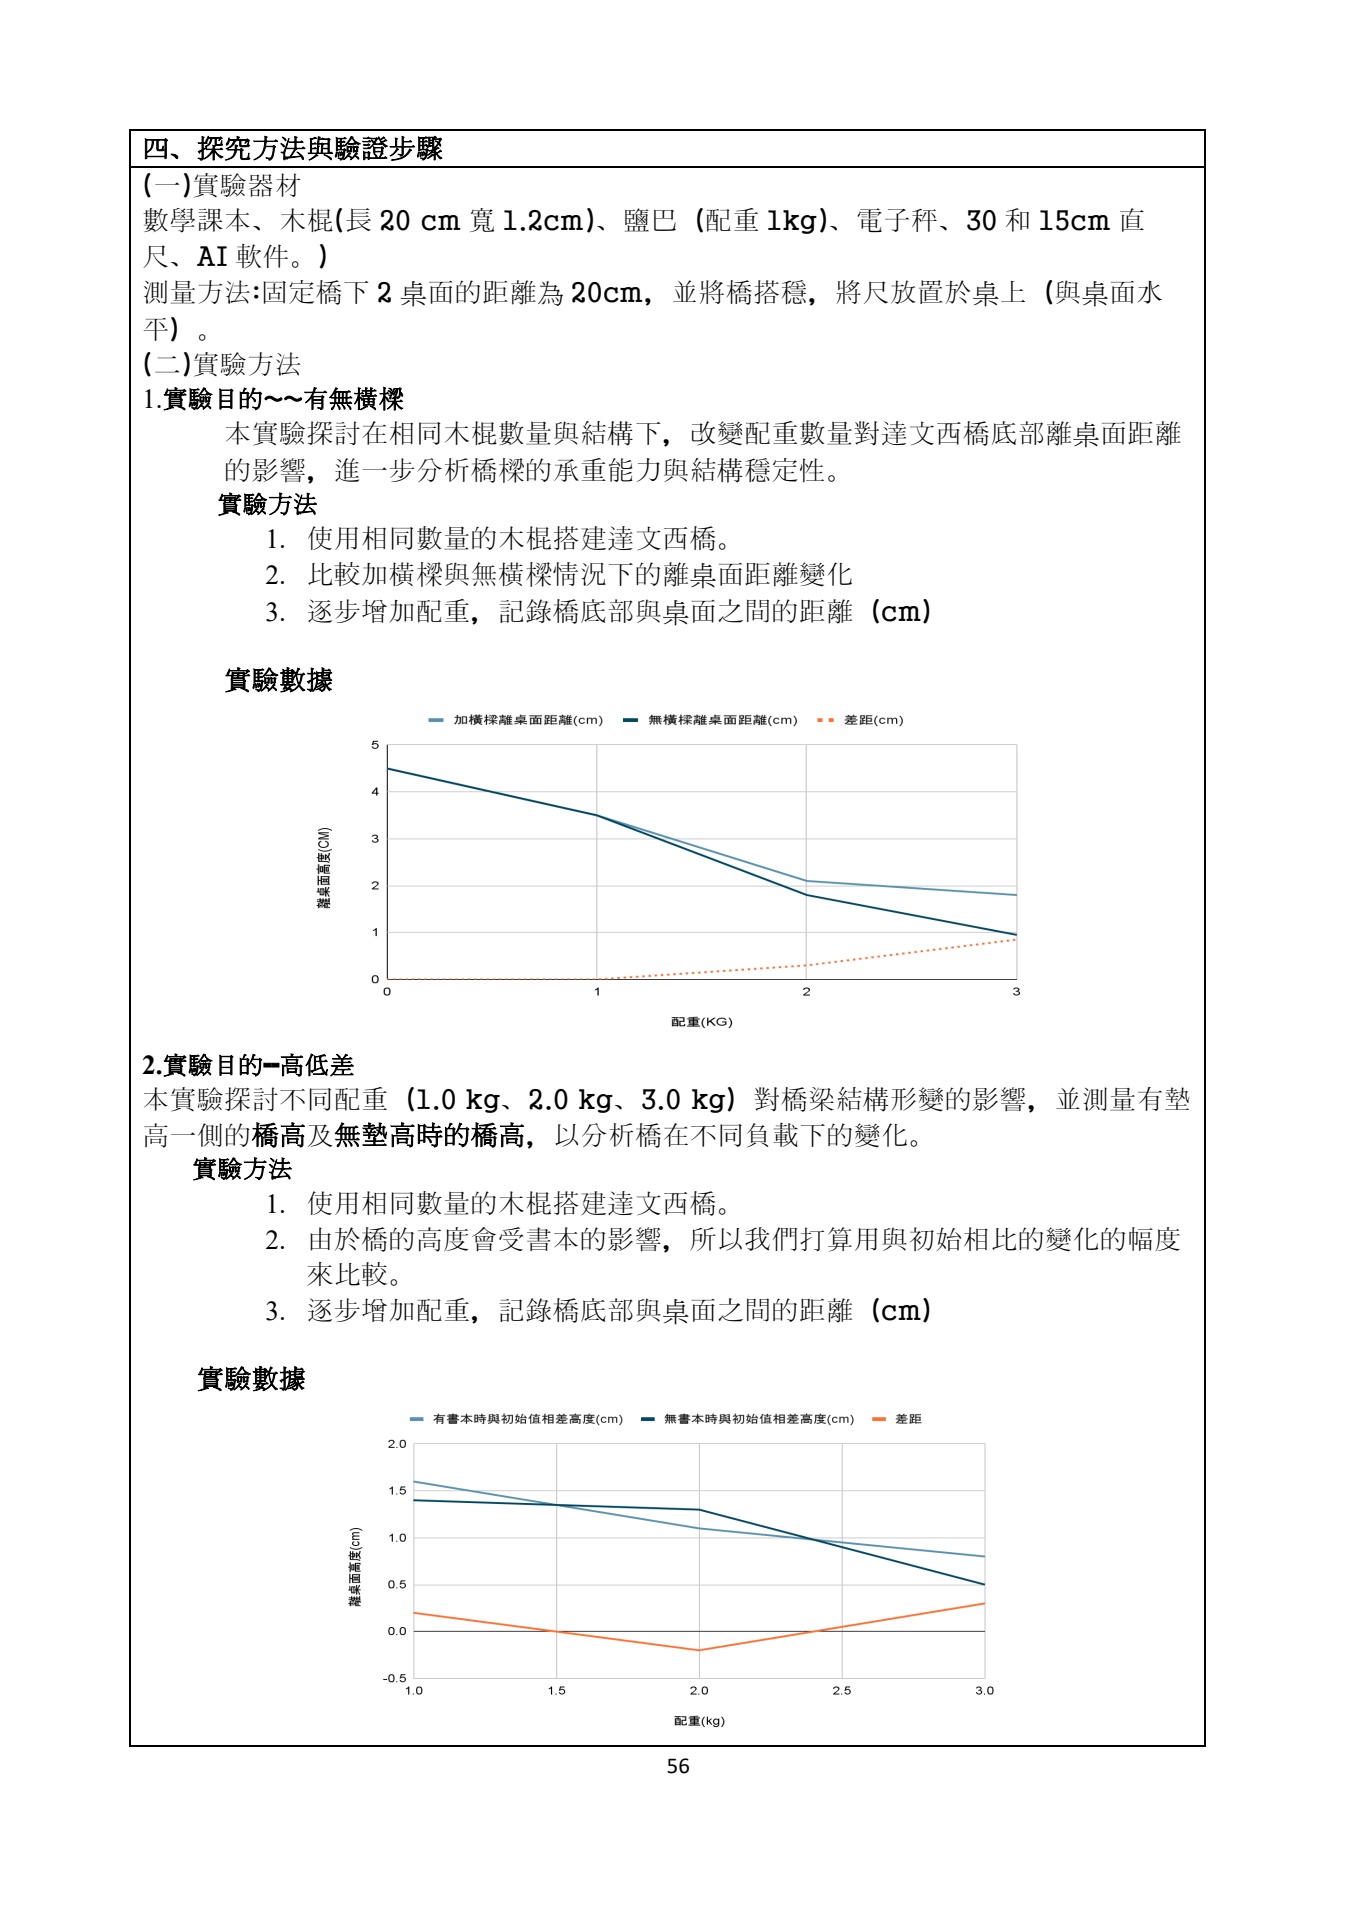 四、探究方法與驗證步驟
(一)實驗器材
數學課本、木棍(長 20 cm 寬 1.2cm)、鹽巴（配重 1kg)、電子秤、30 和 15cm 直
尺、AI 軟件。)
測量方法:固定橋下 2 桌面的距離為 20cm，並將橋搭穩，將尺放置於桌上（與桌面水
平）。
(二)實驗方法
1.實驗目的~~有無橫樑
本實驗探討在相同木棍數量與結構下，改變配重數量對達文西橋底部離桌面距離
的影響，進一步分析橋樑的承重能力與結構穩定性。
實驗方法
1. 使用相同數量的木棍搭建達文西橋。
2. 比較加橫樑與無橫樑情況下的離桌面距離變化
3. 逐步增加配重，記錄橋底部與桌面之間的距離（cm）
實驗數據
加橫樑離桌面距離(cm) 無橫樑離桌面距離(cm) 差距(cm)
5
4
3
2
1
0
離桌面高度(CM)
0 1 2 3
配重(KG)
2.實驗目的--高低差
本實驗探討不同配重（1.0 kg、2.0 kg、3.0 kg）對橋梁結構形變的影響，並測量有墊
高一側的橋高及無墊高時的橋高，以分析橋在不同負載下的變化。
實驗方法
1. 使用相同數量的木棍搭建達文西橋。
2. 由於橋的高度會受書本的影響，所以我們打算用與初始相比的變化的幅度
來比較。
3. 逐步增加配重，記錄橋底部與桌面之間的距離（cm）
實驗數據
有書本時與初始值相差高度(cm) 無書本時與初始值相差高度(cm) 差距
2.0
1.5
1.0
0.5
0.0
-0.5
離桌面高度(cm)
1.0 1.5 2.0 2.5 3.0
配重(kg)
56